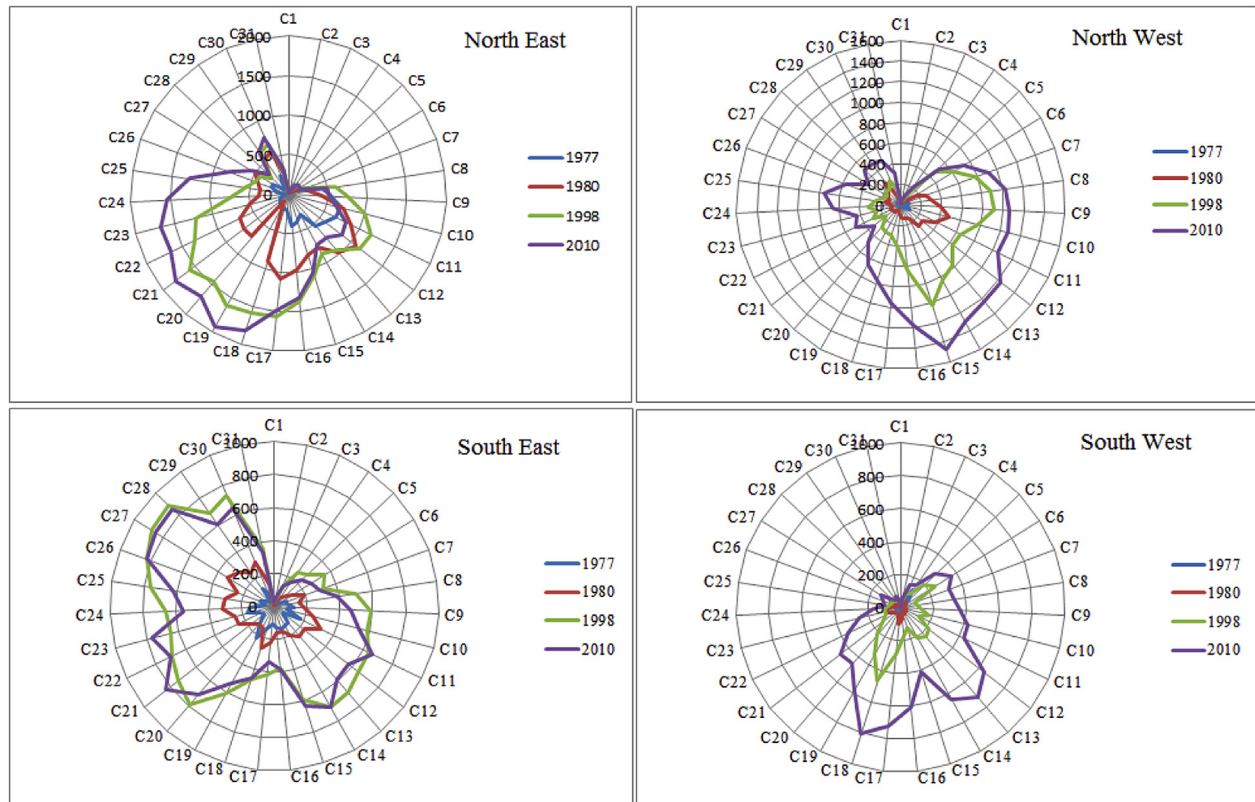 North East
C1
C2
C3
C4
C5
C6
C7
C8
C9
C10
C11
C12
C13
C14
C15
C16
C17
C18
C19
C20
C21
C22
C23
C24
C25
C26
C27
C28
C29
C30
C31
2000
1500
1000
500
0
1977
1980
1998
2010
North West
C1
C2
C3
C4
C5
C6
C7
C8
C9
C10
C11
C12
C13
C14
C15
C16
C17
C18
C19
C20
C21
C22
C23
C24
C25
C26
C27
C28
C29
C30
C31
1600
1400
1200
1000
800
600
400
200
0
1977
1980
1998
2010
South East
C1
C2
C3
C4
C5
C6
C7
C8
C9
C10
C11
C12
C13
C14
C15
C16
C17
C18
C19
C20
C21
C22
C23
C24
C25
C26
C27
C28
C29
C30
C31
1000
800
600
400
200
0
1977
1980
1998
2010
South West
C1
C2
C3
C4
C5
C6
C7
C8
C9
C10
C11
C12
C13
C14
C15
C16
C17
C18
C19
C20
C21
C22
C23
C24
C25
C26
C27
C28
C29
C30
C31
1000
800
600
400
200
0
1977
1980
1998
2010